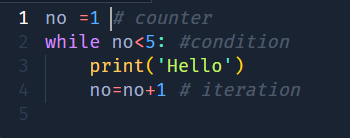 1 no =1 # counter
2 while no<5: #condition
3     print('Hello')
4     no=no+1 # iteration
5